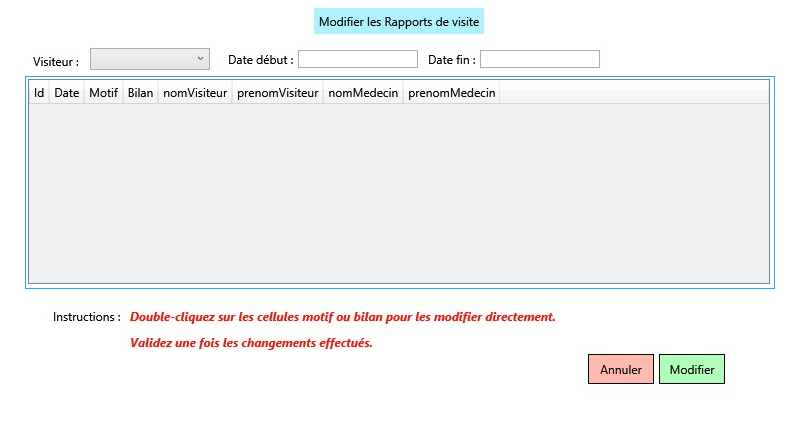 Modifier les Rapports de visite
Visiteur : Date début : Date fin :
Id Date Motif Bilan nomVisiteur prenomVisiteur nomMedecin prenomMedecin
Instructions : Double-cliquez sur les cellules motif ou bilan pour les modifier directement.
Validez une fois les changements effectués.
Annuler Modifier